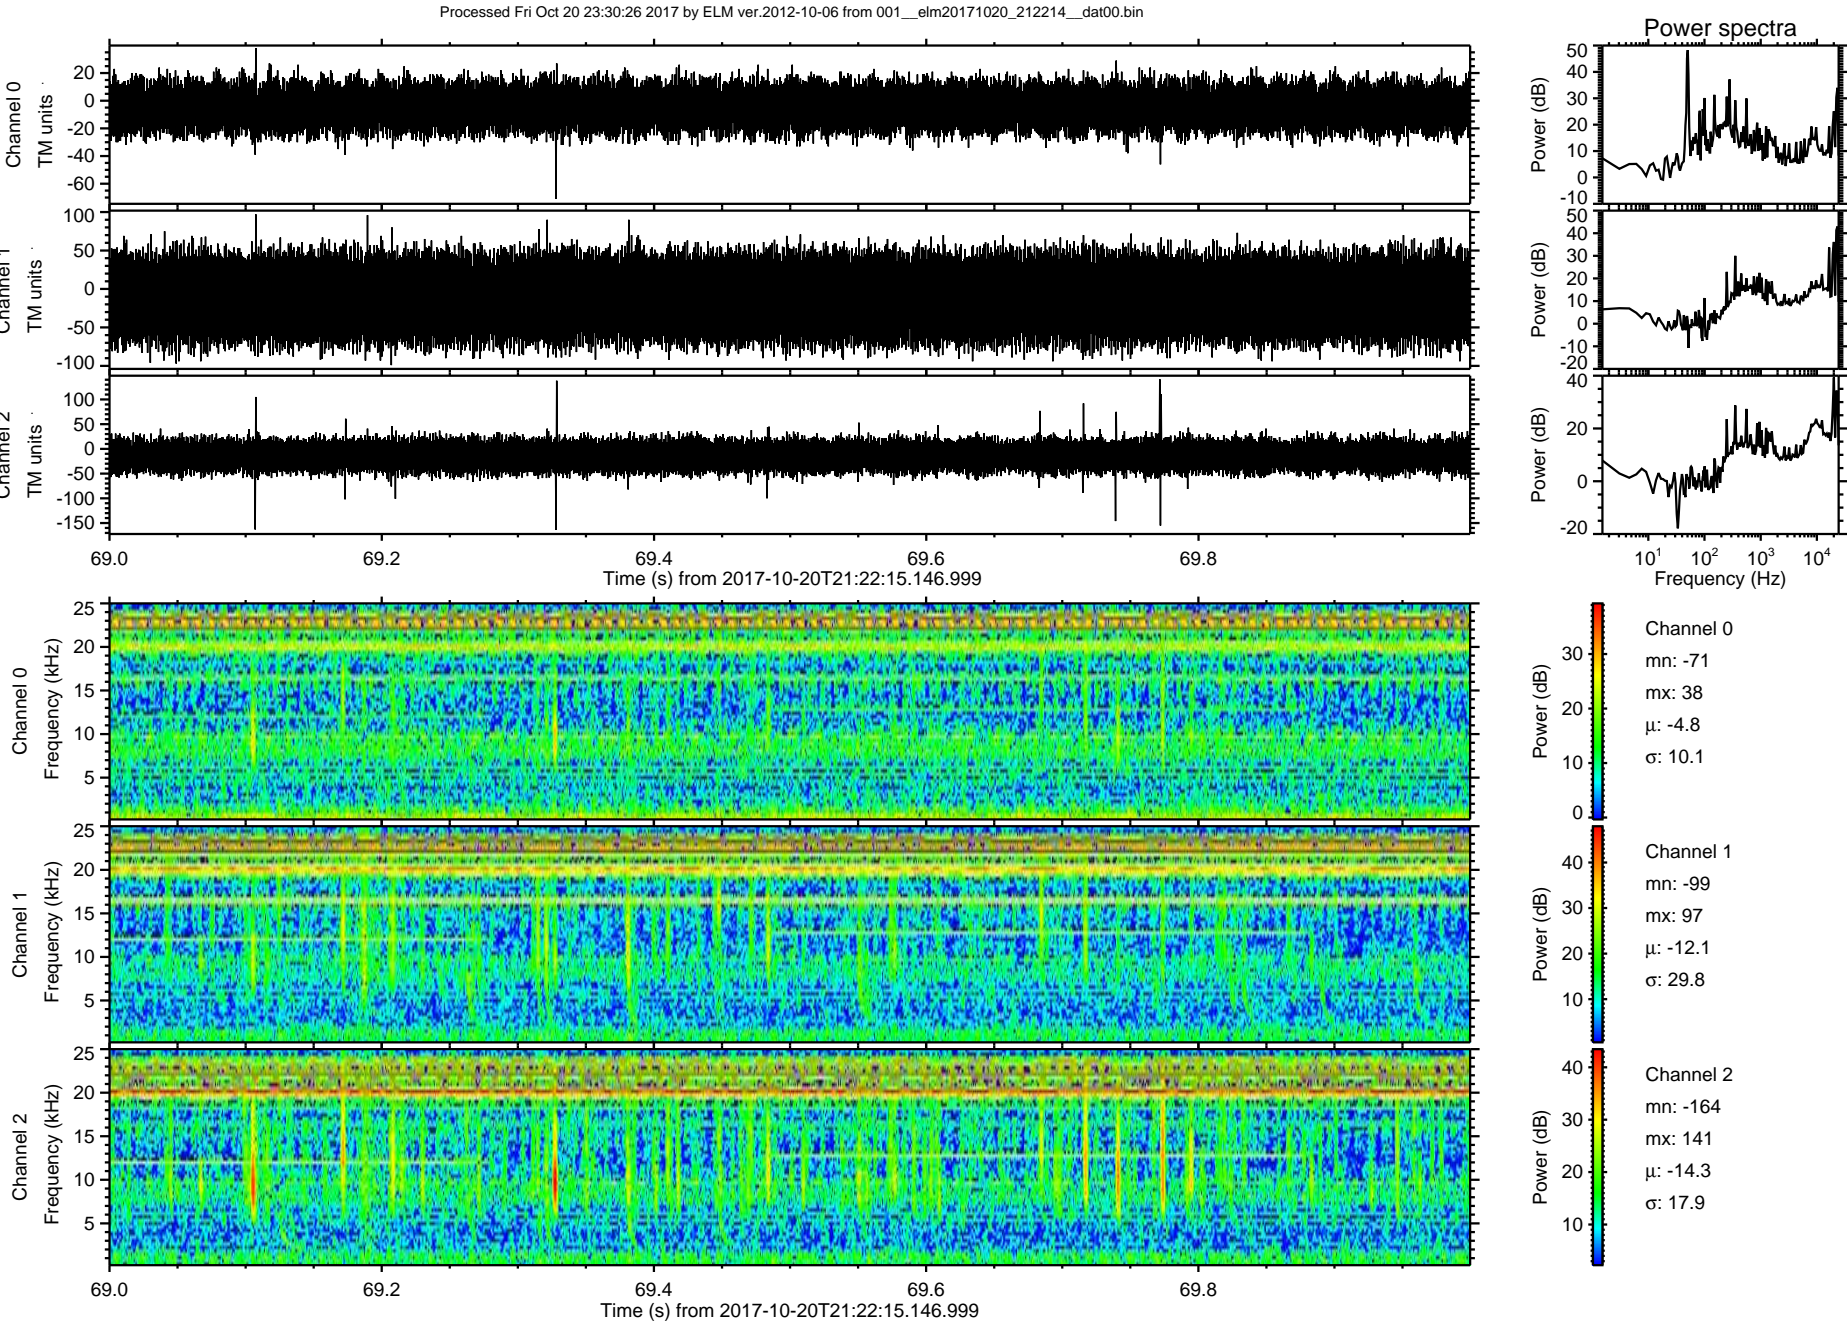 Processed Fri Oct 20 23:30:26 2017 by ELM ver.2012-10-06 from 001__elm20171020_212214__dat00.bin
Power spectra
Channel 0
TM units
20
0
-20
-40
-60
Power (dB)
50
40
30
20
10
0
-10
Channel 1
TM units
100
50
0
-50
-100
Power (dB)
50
40
30
20
10
0
-10
-20
Channel 2
TM units
100
50
0
-50
-100
-150
Power (dB)
40
20
0
-20
69.0 69.2 69.4 69.6 69.8
Time (s) from 2017-10-20T21:22:15.146.999
10¹ 10² 10³ 10⁴
Frequency (Hz)
Channel 0
Frequency (kHz)
25
20
15
10
5
Power (dB)
30
20
10
0
Channel 0
mn: -71
mx: 38
μ: -4.8
σ: 10.1
Channel 1
Frequency (kHz)
25
20
15
10
5
Power (dB)
40
30
20
10
Channel 1
mn: -99
mx: 97
μ: -12.1
σ: 29.8
Channel 2
Frequency (kHz)
25
20
15
10
5
Power (dB)
40
30
20
10
Channel 2
mn: -164
mx: 141
μ: -14.3
σ: 17.9
69.0 69.2 69.4 69.6 69.8
Time (s) from 2017-10-20T21:22:15.146.999